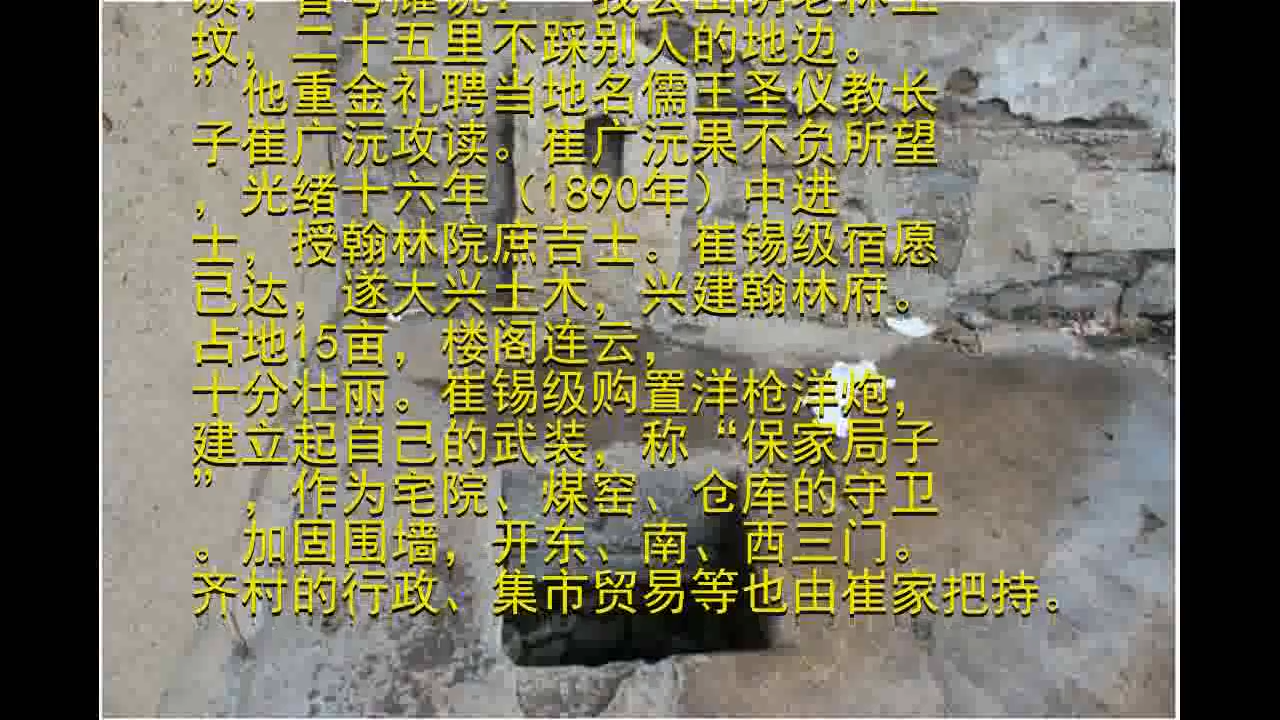 坟，二十五里不踩别人的地边。
”他重金礼聘当地名儒王圣仪教长
子崔广沅攻读。崔广沅果不负所望
，光绪十六年（1890年）中进
士，授翰林院庶吉士。崔锡级宿愿
已达，遂大兴土木，兴建翰林府。
占地15亩，楼阁连云，
十分壮丽。崔锡级购置洋枪洋炮，
建立起自己的武装，称“保家局子
”，作为宅院、煤窑、仓库的守卫
。加固围墙，开东、南、西三门。
齐村的行政、集市贸易等也由崔家把持。